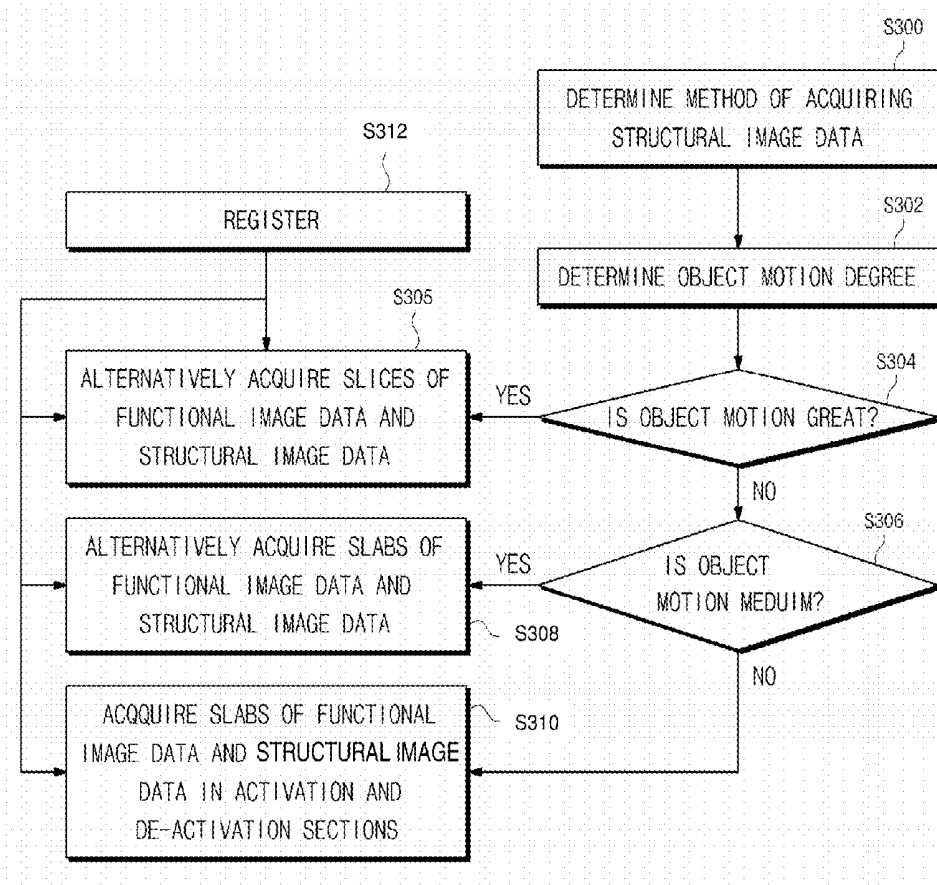 S300
DETERMINE METHOD OF ACQUIRING
STRUCTURAL IMAGE DATA
S312
REGISTER
S302
DETERMINE OBJECT MOTION DEGREE
S305
ALTERNATIVELY ACQUIRE SLICES OF
FUNCTIONAL IMAGE DATA AND
STRUCTURAL IMAGE DATA
YES
S304
IS OBJECT MOTION GREAT?
NO
S306
ALTERNATIVELY ACQUIRE SLABS OF
FUNCTIONAL IMAGE DATA AND
STRUCTURAL IMAGE DATA
S308
YES
IS OBJECT
MOTION MEDUIM?
NO
S310
ACQQUIRE SLABS OF FUNCTIONAL
IMAGE DATA AND STRUCTURAL IMAGE
DATA IN ACTIVATION AND
DE-ACTIVATION SECTIONS